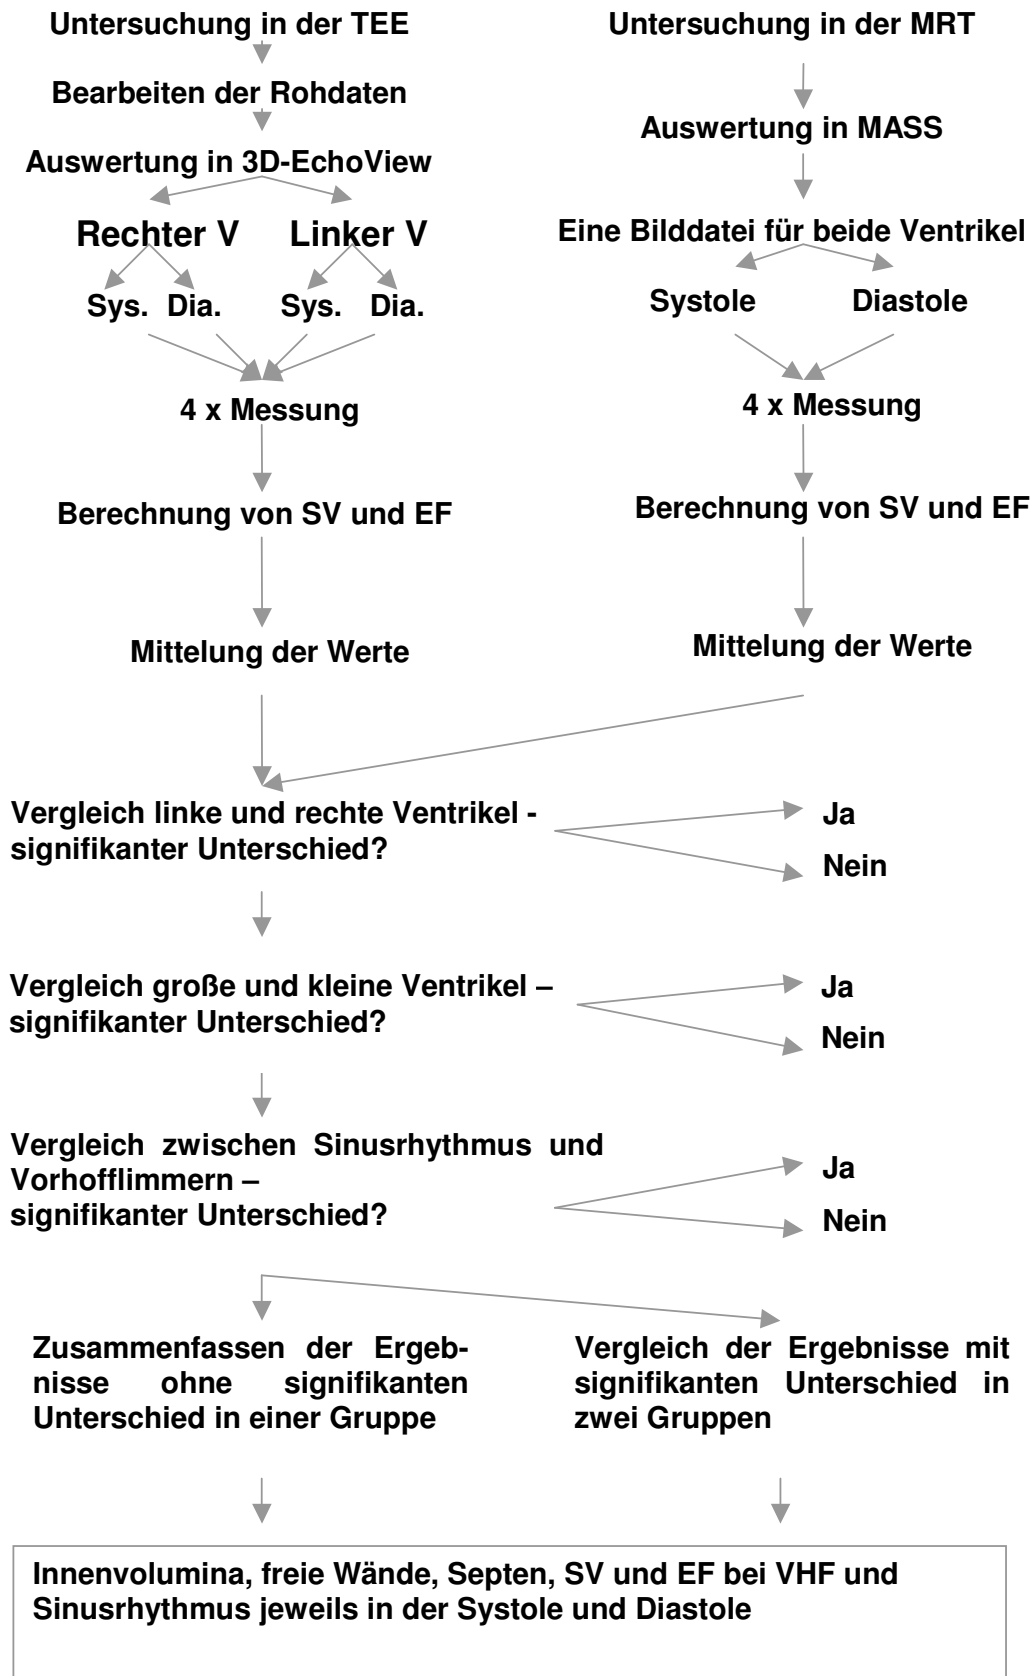 Untersuchung in der TEE
Bearbeiten der Rohdaten
Auswertung in 3D-EchoView
Rechter V
Linker V
Sys.
Dia.
Sys.
Dia.
4 x Messung
Berechnung von SV und EF
Mittelung der Werte
Untersuchung in der MRT
Auswertung in MASS
Eine Bilddatei für beide Ventrikel
Systole
Diastole
4 x Messung
Berechnung von SV und EF
Mittelung der Werte
Vergleich linke und rechte Ventrikel -
signifikanter Unterschied?
Ja
Nein
Vergleich große und kleine Ventrikel –
signifikanter Unterschied?
Ja
Nein
Vergleich zwischen Sinusrhythmus und
Vorhofflimmern –
signifikanter Unterschied?
Ja
Nein
Zusammenfassen der Ergeb-
nisse ohne signifikanten
Unterschied in einer Gruppe
Vergleich der Ergebnisse mit
signifikanten Unterschied in
zwei Gruppen
Innenvolumina, freie Wände, Septen, SV und EF bei VHF und
Sinusrhythmus jeweils in der Systole und Diastole